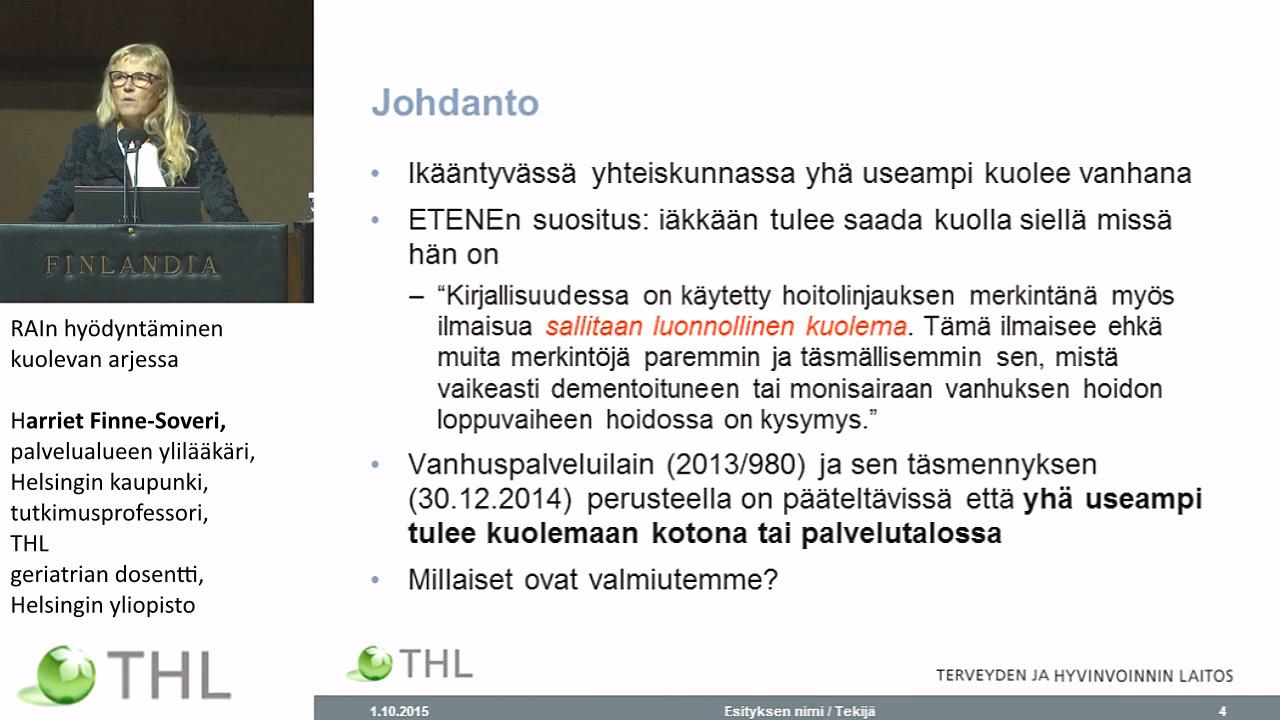 FINLANDIA
RAIn hyödyntäminen
kuolevan arjessa
Harriet Finne-Soveri,
palvelualueen ylilääkäri,
Helsingin kaupunki,
tutkimusprofessori,
THL
geriatrian dosentti,
Helsingin yliopisto
THL
Johdanto
• Ikääntyvässä yhteiskunnassa yhä useampi kuolee vanhana
• ETENEn suositus: iäkkään tulee saada kuolla siellä missä
hän on
– “Kirjallisuudessa on käytetty hoitolinjauksen merkintänä myös
ilmaisua sallitaan luonnollinen kuolema. Tämä ilmaisee ehkä
muita merkintöjä paremmin ja täsmällisemmin sen, mistä
vaikeasti dementoituneen tai monisairaan vanhuksen hoidon
loppuvaiheen hoidossa on kysymys.”
• Vanhuspalveluilain (2013/980) ja sen täsmennyksen
(30.12.2014) perusteella on pääteltävissä että yhä useampi
tulee kuolemaan kotona tai palvelutalossa
• Millaiset ovat valmiutemme?
THL
TERVEYDEN JA HYVINVOINNIN LAITOS
1.10.2015
Esityksen nimi / Tekijä
4